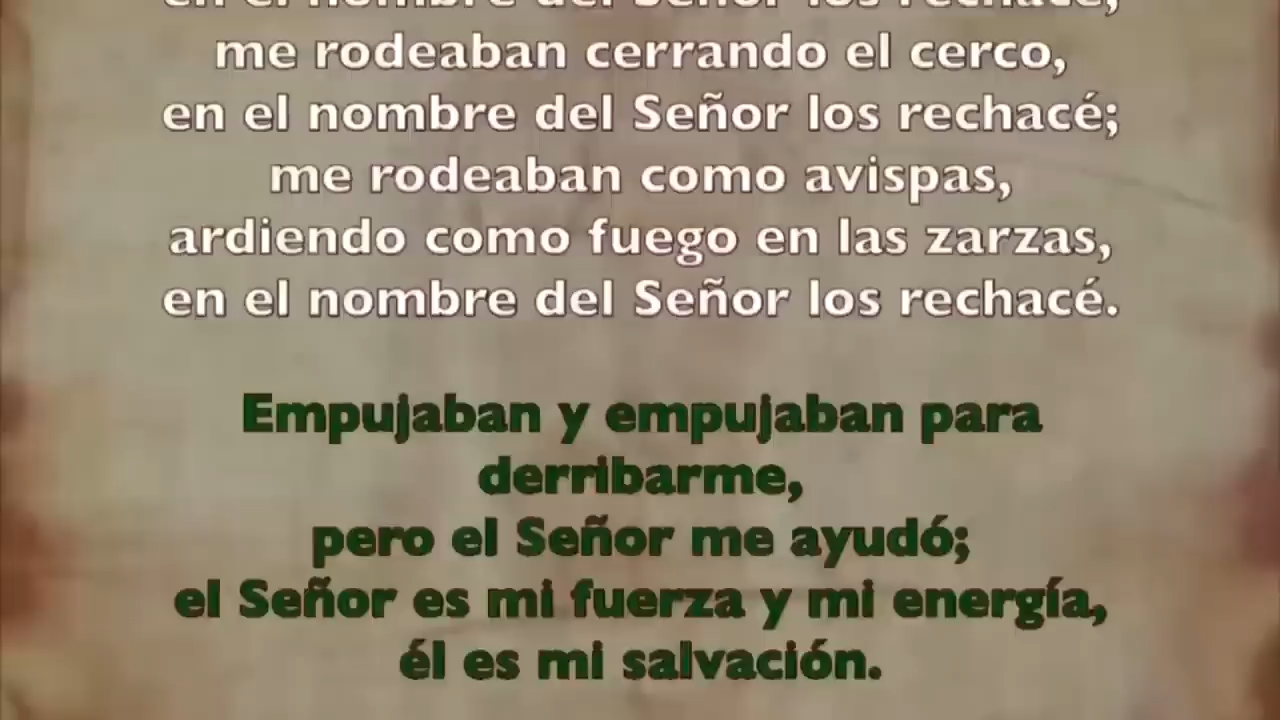 en el nombre del Señor los rechacé,
me rodeaban cerrando el cerco,
en el nombre del Señor los rechacé;
me rodeaban como avispas,
ardiendo como fuego en las zarzas,
en el nombre del Señor los rechacé.
Empujaban y empujaban para
derribarme,
pero el Señor me ayudó;
el Señor es mi fuerza y mi energía,
él es mi salvación.